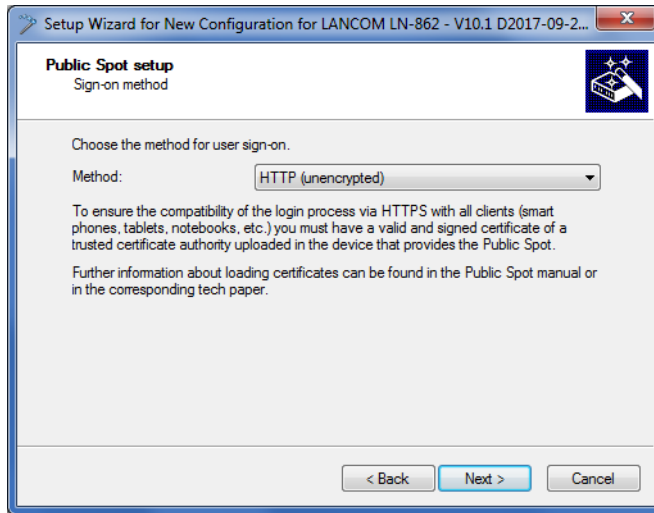 Setup Wizard for New Configuration for LANCOM LN-862 - V10.1 D2017-09-2...
Public Spot setup
Sign-on method
Choose the method for user sign-on.
Method:
HTTP (unencrypted)
To ensure the compatibility of the login process via HTTPS with all clients (smart
phones, tablets, notebooks, etc.) you must have a valid and signed certificate of a
trusted certificate authority uploaded in the device that provides the Public Spot.
Further information about loading certificates can be found in the Public Spot manual or
in the corresponding tech paper.
< Back
Next >
Cancel